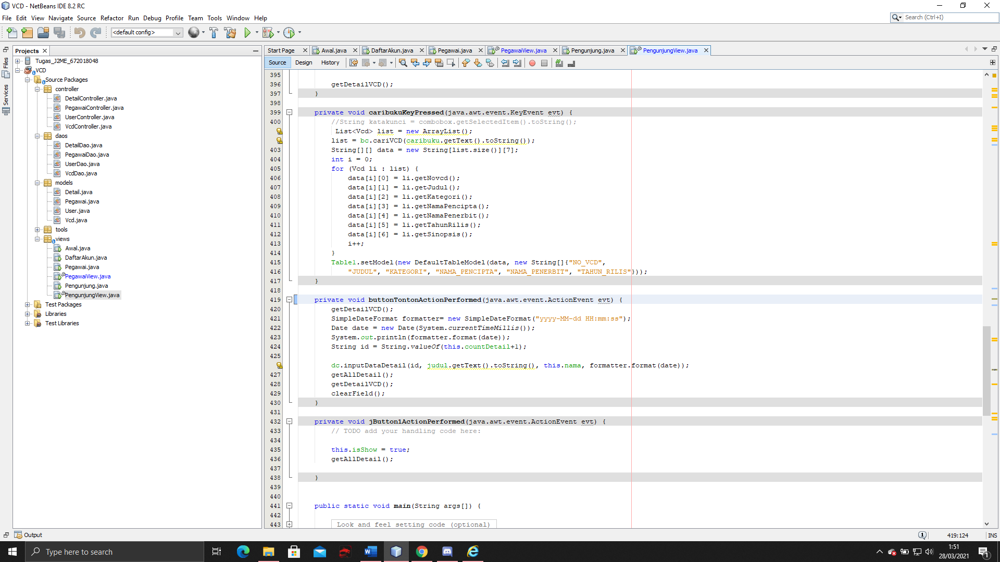 VCD - NetBeans IDE 8.2 RC
File Edit View Navigate Source Refactor Run Debug Profile Team Tools Window Help
Search (Ctrl+I)
<default config>
Files
Services
Projects
Tugas_J2ME_672018048
VCD
Source Packages
controller
DetailController.java
PegawaiController.java
UserController.java
VcdController.java
daos
DetailDao.java
PegawaiDao.java
UserDao.java
VcdDao.java
models
Detail.java
Pegawai.java
User.java
Vcd.java
tools
views
Awal.java
DaftarAkun.java
Pegawai.java
PegawaiView.java
Pengunjung.java
PengunjungView.java
Test Packages
Libraries
Test Libraries
Start Page Awal.java DaftarAkun.java Pegawai.java PegawaiView.java Pengunjung.java PengunjungView.java
Source Design History
395
396 getDetailVCD();
397 }
398
399 private void caribukuKeyPressed(java.awt.event.KeyEvent evt) {
400 //String katakunci = combobox.getSelectedItem().toString();
List<Vcd> list = new ArrayList();
list = bc.cariVCD(caribuku.getText().toString());
403 String[][] data = new String[list.size()][7];
404 int i = 0;
405 for (Vcd li : list) {
406 data[i][0] = li.getNovcd();
407 data[i][1] = li.getJudul();
408 data[i][2] = li.getKategori();
409 data[i][3] = li.getNamaPencipta();
410 data[i][4] = li.getNamaPenerbit();
411 data[i][5] = li.getTahunRilis();
412 data[i][6] = li.getSinopsis();
413 i++;
414 }
415 Table1.setModel(new DefaultTableModel(data, new String[]{"NO_VCD",
416 "JUDUL", "KATEGORI", "NAMA_PENCIPTA", "NAMA_PENERBIT", "TAHUN_RILIS"}));
417 }
418
419 private void buttonTontonActionPerformed(java.awt.event.ActionEvent evt) {
420 getDetailVCD();
421 SimpleDateFormat formatter= new SimpleDateFormat("yyyy-MM-dd HH:mm:ss");
422 Date date = new Date(System.currentTimeMillis());
423 System.out.println(formatter.format(date));
424 String id = String.valueOf(this.countDetail+1);
425
dc.inputDataDetail(id, judul.getText().toString(), this.nama, formatter.format(date));
427 getAllDetail();
428 getDetailVCD();
429 clearField();
430 }
431
432 private void jButton1ActionPerformed(java.awt.event.ActionEvent evt) {
433 // TODO add your handling code here:
434
435 this.isShow = true;
436 getAllDetail();
437
438 }
439
440
441 public static void main(String args[]) {
442
443 Look and feel setting code (optional)
Output
1
419:124
INS
Type here to search
1:51
28/03/2021
1